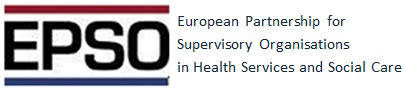 EPSO
European Partnership for
Supervisory Organisations
in Health Services and Social Care